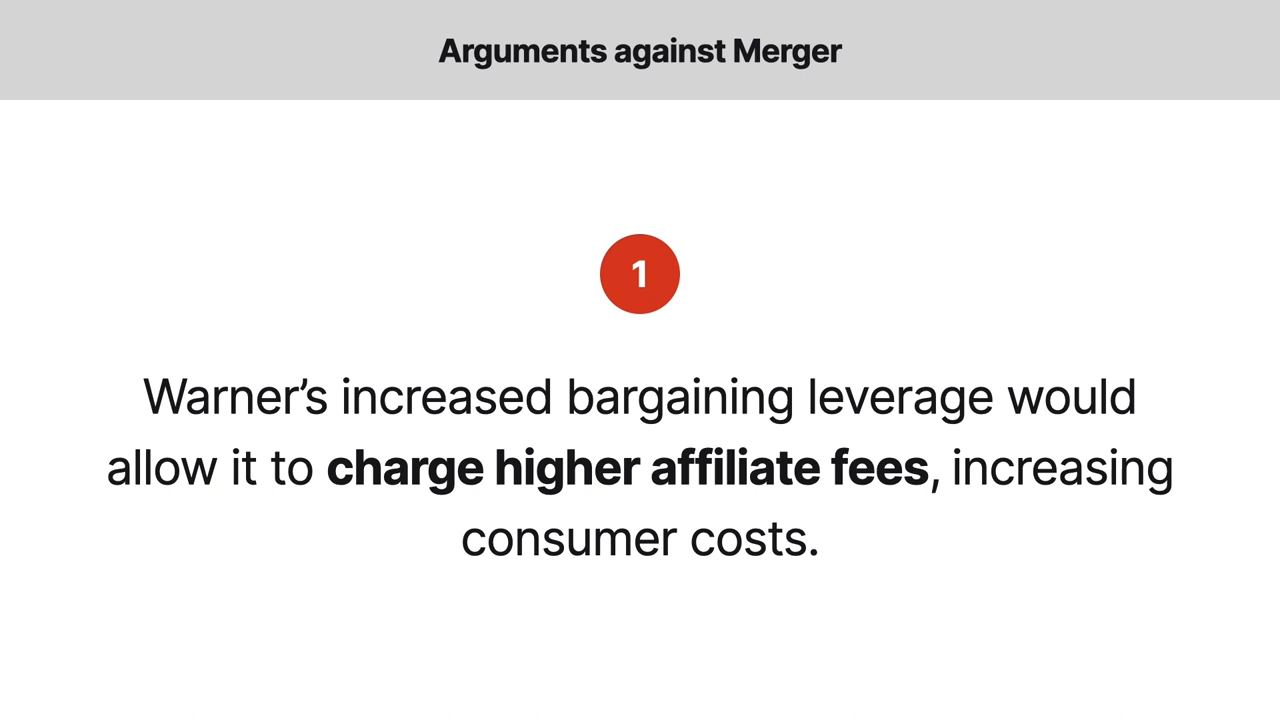 Arguments against Merger
1
Warner’s increased bargaining leverage would
allow it to charge higher affiliate fees, increasing
consumer costs.